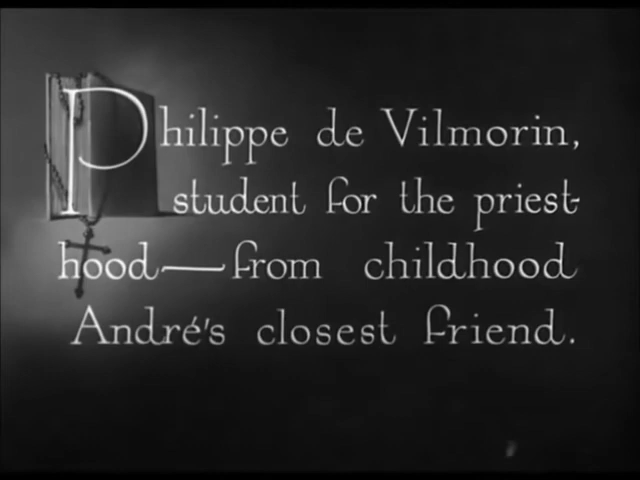 Philippe de Vilmorin,
student for the priest-
hood—from childhood
André's closest friend.